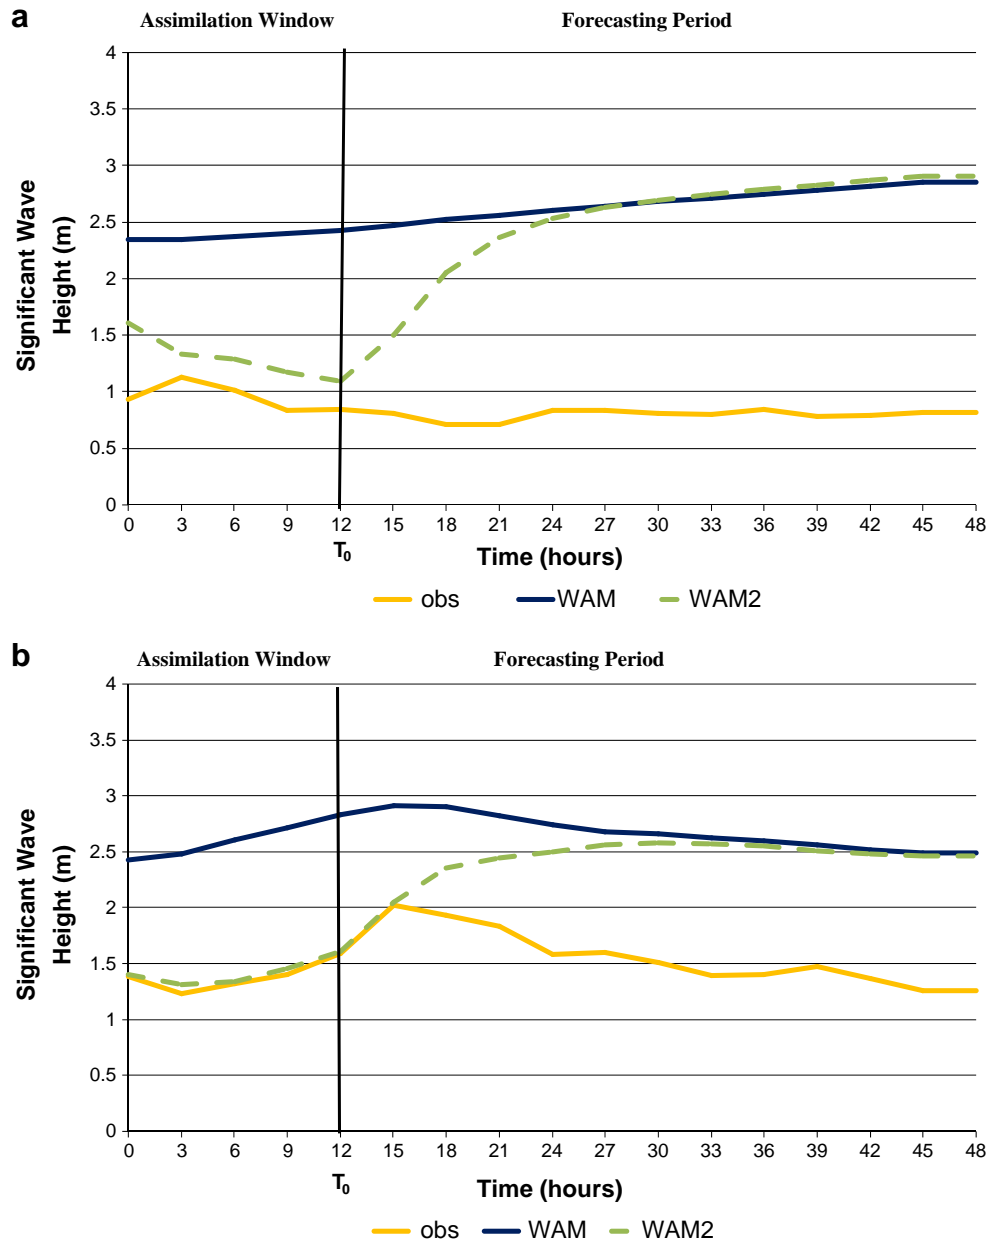 a
Assimilation Window Forecasting Period
4
3.5
3
2.5
2
1.5
1
0.5
0
Significant Wave
Height (m)
0 3 6 9 12 15 18 21 24 27 30 33 36 39 42 45 48
T0
Time (hours)
obs WAM WAM2
b
Assimilation Window Forecasting Period
4
3.5
3
2.5
2
1.5
1
0.5
0
Significant Wave
Height (m)
0 3 6 9 12 15 18 21 24 27 30 33 36 39 42 45 48
T0
Time (hours)
obs WAM WAM2